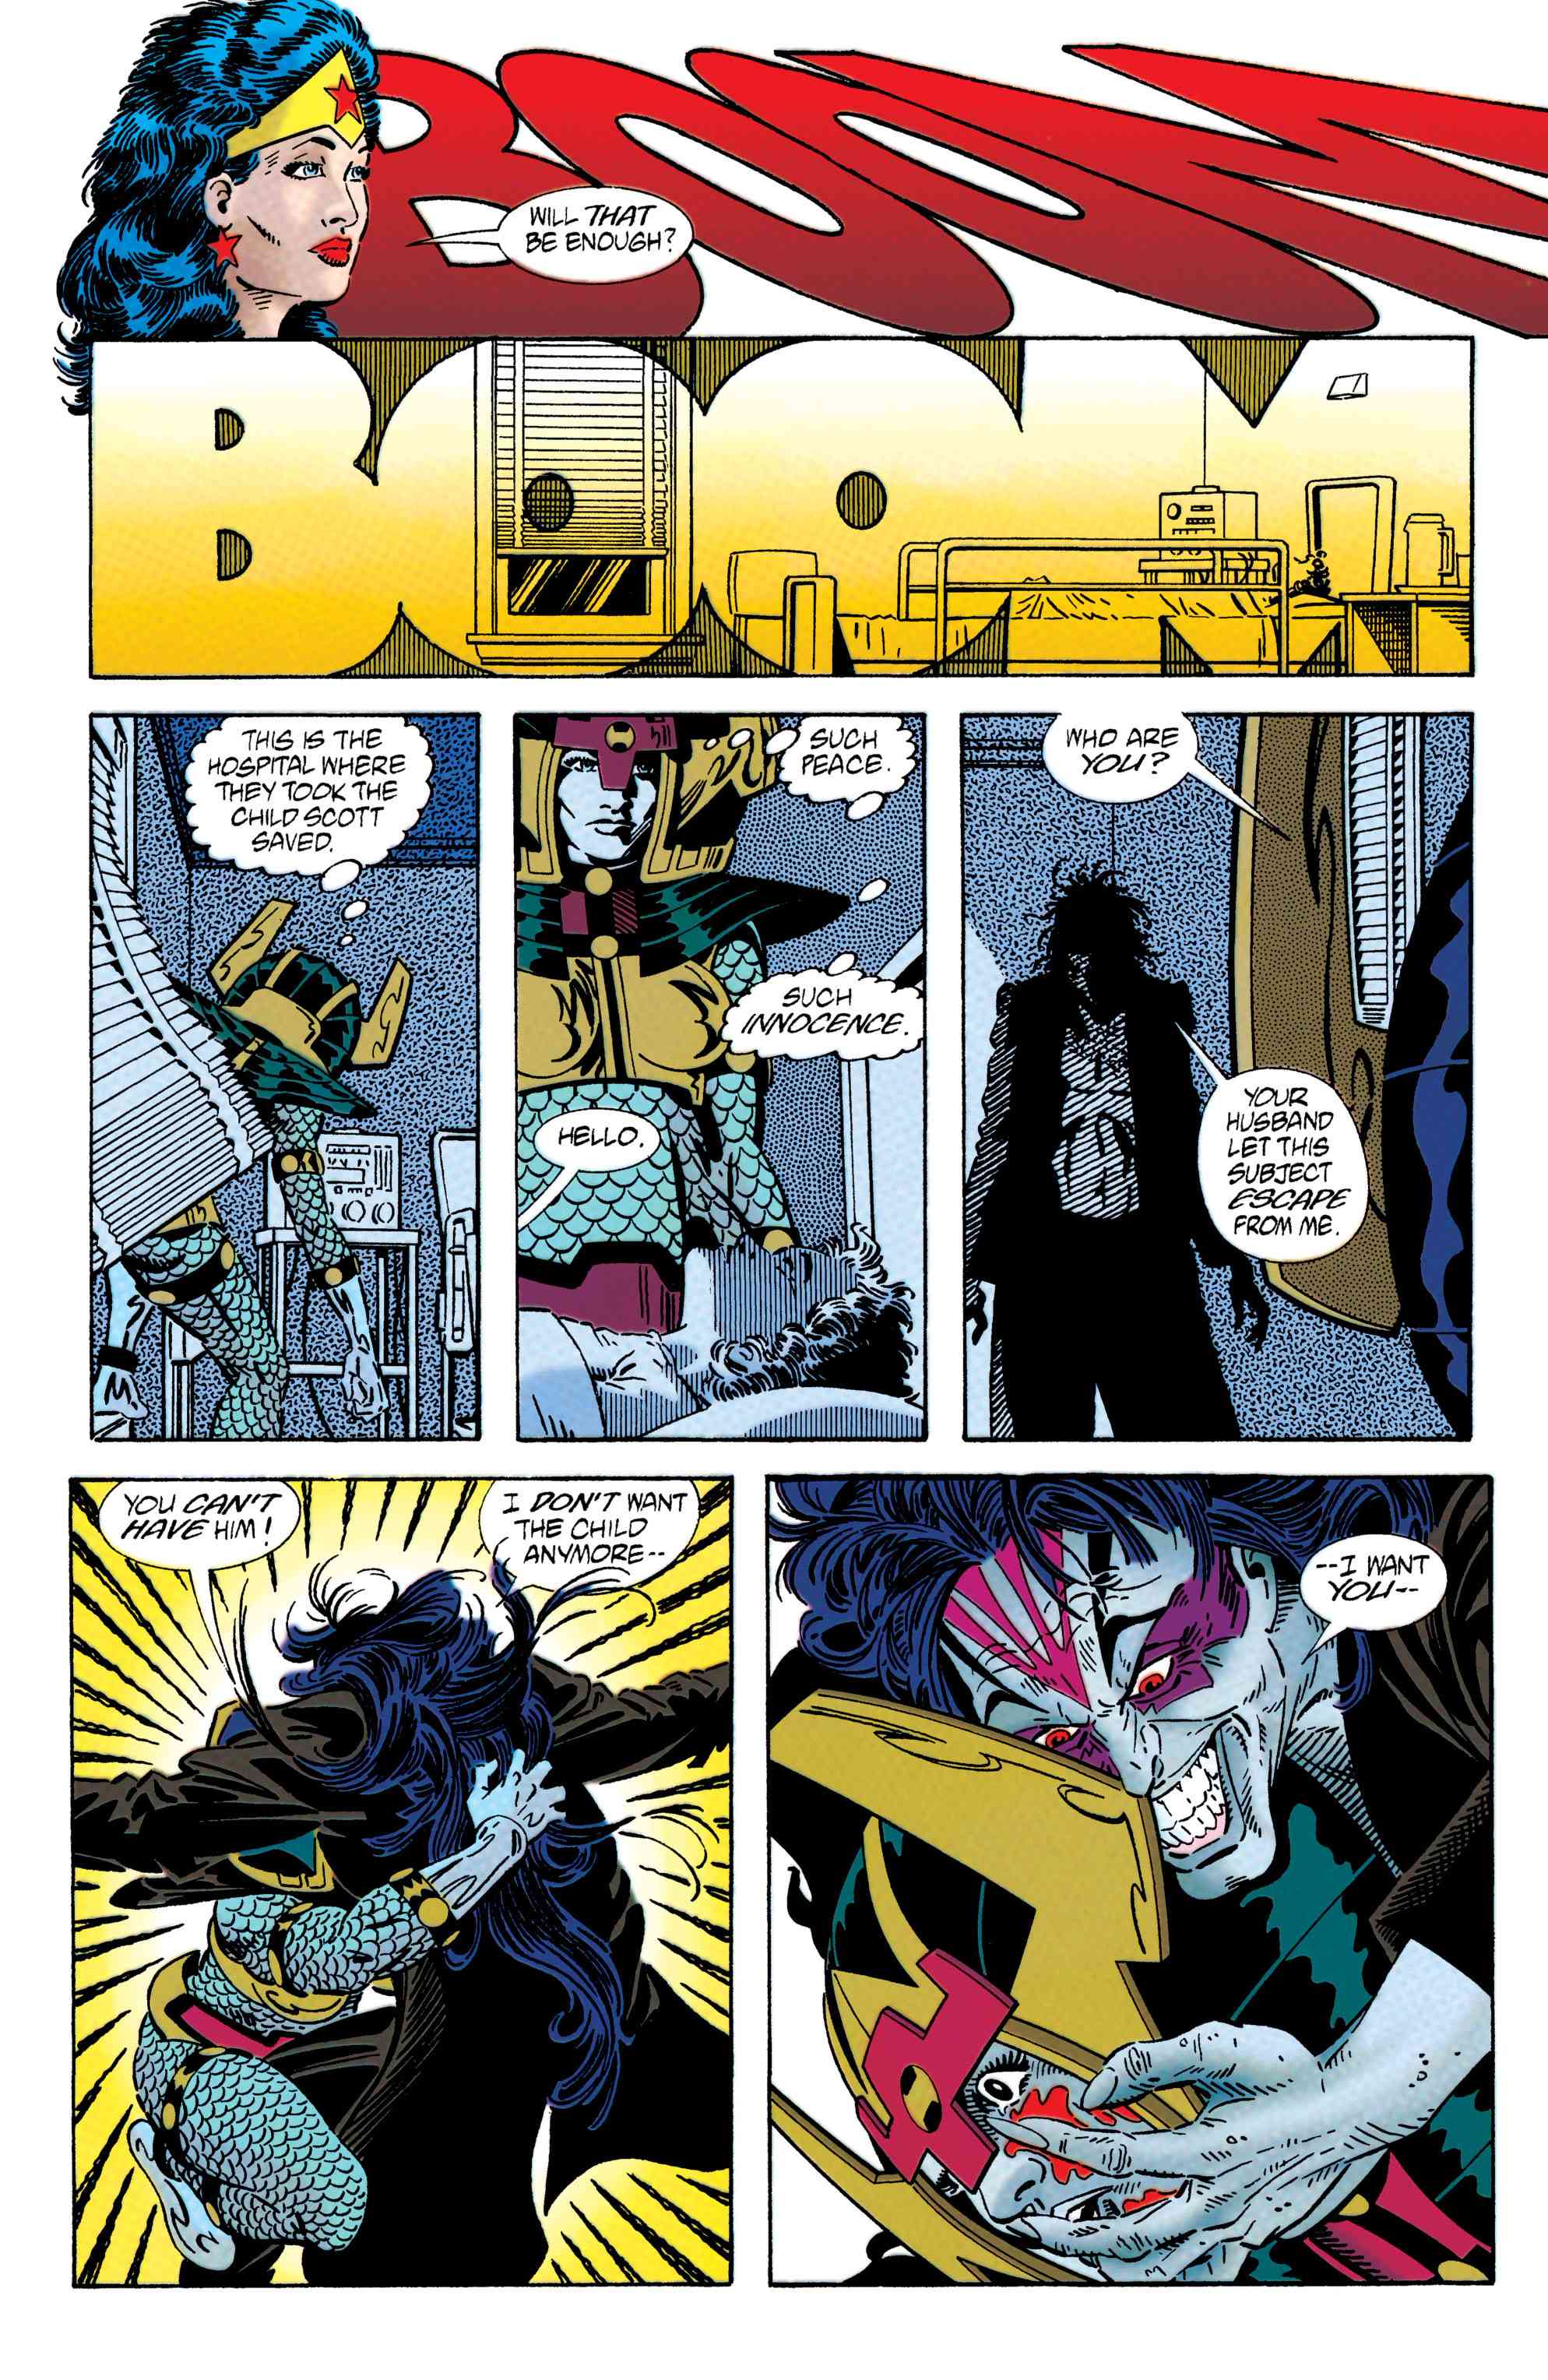 BOOM
WILL THAT
BE ENOUGH?
BOOM
THIS IS THE
HOSPITAL WHERE
THEY TOOK THE
CHILD SCOTT
SAVED.
SUCH
PEACE.
SUCH
INNOCENCE.
HELLO.
WHO ARE
YOU?
YOUR
HUSBAND
LET THIS
SUBJECT
ESCAPE
FROM ME.
YOU CAN'T
HAVE HIM!
I DON'T WANT
THE CHILD
ANYMORE--
--I WANT
YOU--